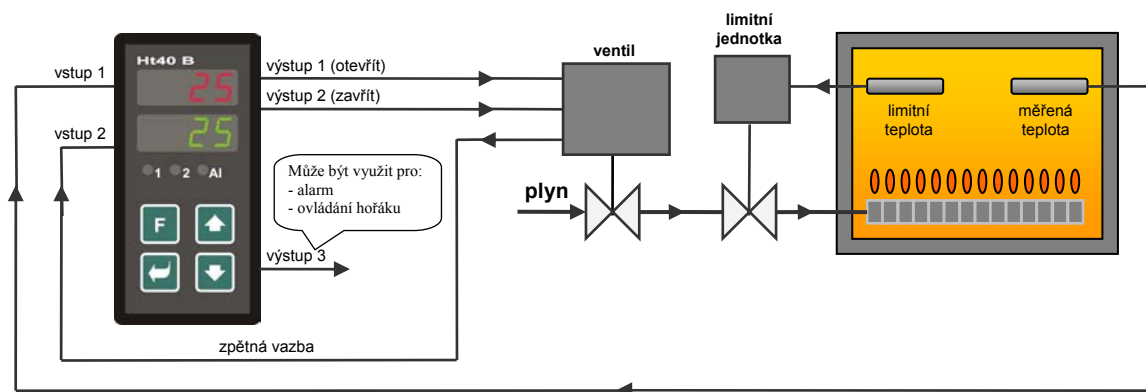 limitní
jednotka
ventil
Ht40 B
vstup 1
25
výstup 1 (otevřít)
výstup 2 (zavřít)
limitní
teplota
měřená
teplota
vstup 2
25
1 2 Al
Může být využit pro:
- alarm
- ovládání hořáku
plyn
F
výstup 3
zpětná vazba